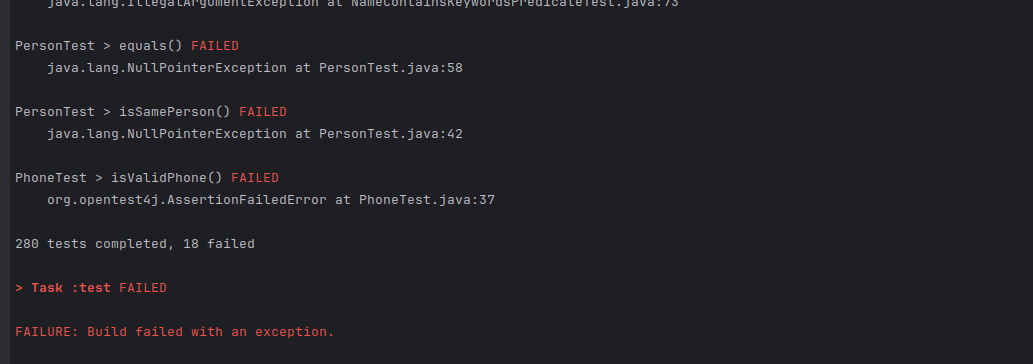 java.lang.IllegalArgumentException at NameContainsKeywordsPredicateTest.java:73
PersonTest > equals() FAILED
java.lang.NullPointerException at PersonTest.java:58
PersonTest > isSamePerson() FAILED
java.lang.NullPointerException at PersonTest.java:42
PhoneTest > isValidPhone() FAILED
org.opentest4j.AssertionFailedError at PhoneTest.java:37
280 tests completed, 18 failed
> Task :test FAILED
FAILURE: Build failed with an exception.